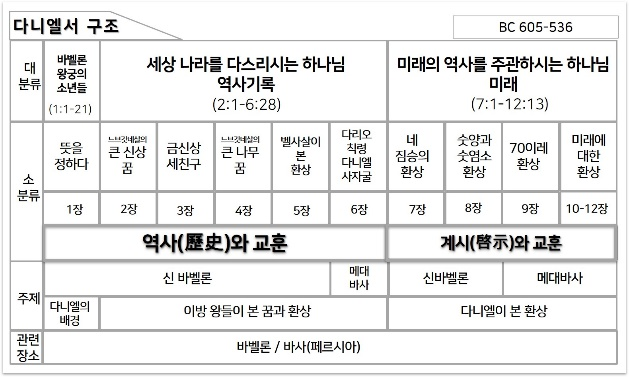 다니엘서 구조
BC 605-536
대
분류
바벨론
왕궁의
소년들
(1:1-21)
세상 나라를 다스리시는 하나님
역사기록
(2:1-6:28)
미래의 역사를 주관하시는 하나님
미래
(7:1-12:13)
소
분류
뜻을
정하다
느브갓네살의
큰 신상
꿈
금신상
세친구
느브갓네살의
큰 나무
꿈
벨사살이
본
환상
다리오
칙령
다니엘
사자굴
네
짐승의
환상
숫양과
숫염소
환상
70이레
환상
미래에
대한
환상
1장
2장
3장
4장
5장
6장
7장
8장
9장
10-12장
역사(歷史)와 교훈
계시(啓示)와 교훈
주제
신 바벨론
메대
바사
신바벨론
메대바사
다니엘의
배경
이방 왕들이 본 꿈과 환상
다니엘이 본 환상
관련
장소
바벨론 / 바사(페르시아)